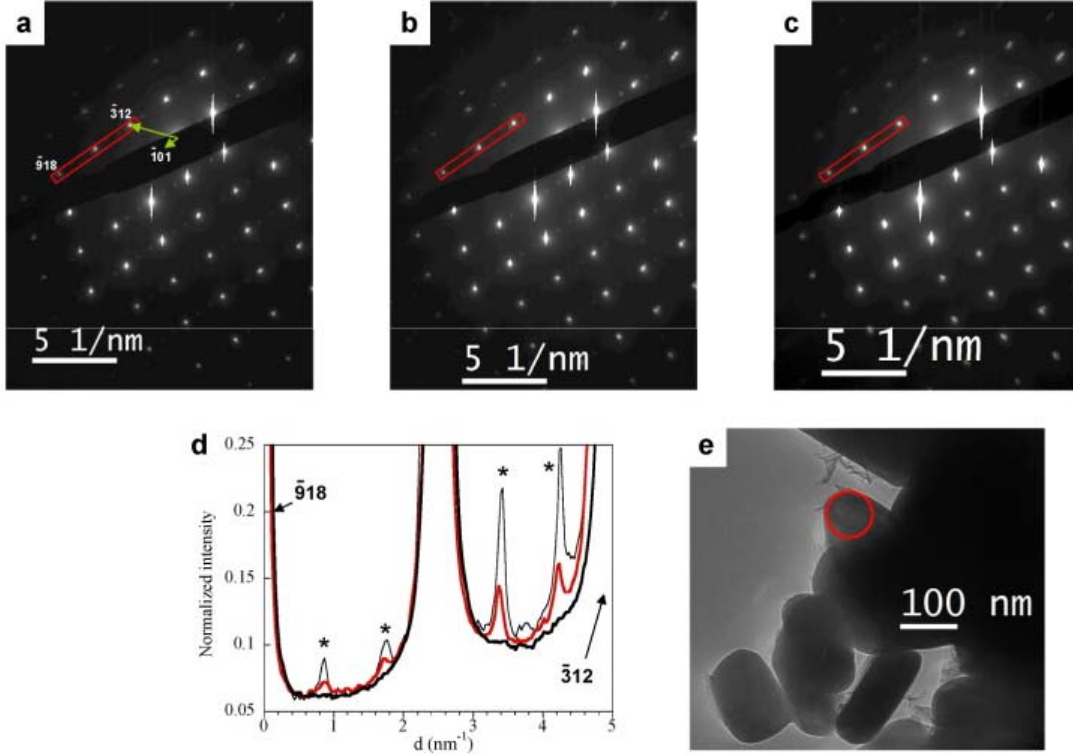 a
b
c
3̄12
1̄01
9̄18
5 1/nm
5 1/nm
5 1/nm
d
e
0.25
0.2
0.15
0.1
0.05
Normalized intensity
9̄18
*
*
*
*
3̄12
0
1
2
3
4
5
d (nm⁻¹)
100 nm